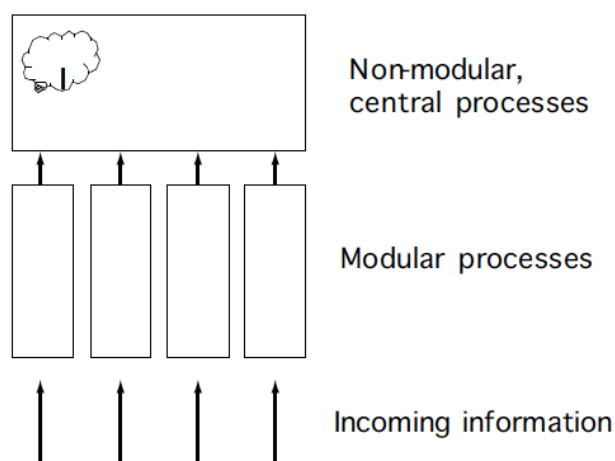 Non-modular,
central processes
Modular processes
Incoming information